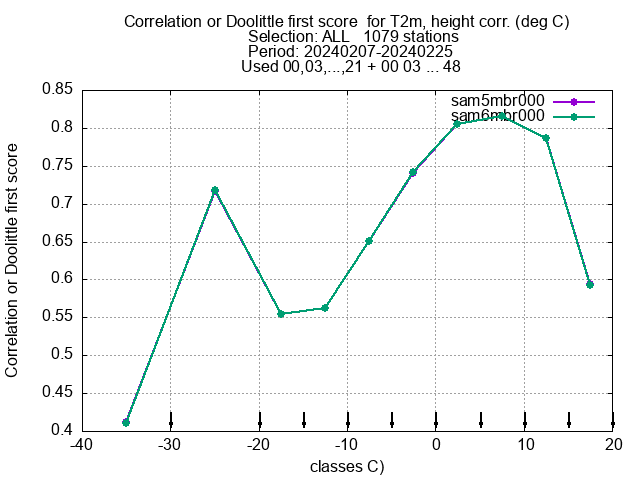 Correlation or Doolittle first score  for T2m, height corr. (deg C)
Selection: ALL   1079 stations
Period: 20240207-20240225
Used 00,03,...,21 + 00 03 ... 48
sam5mbr000
sam6mbr000
0.85
0.8
0.75
0.7
0.65
0.6
0.55
0.5
0.45
0.4
Correlation or Doolittle first score
-40 -30 -20 -10 0 10 20
classes C)